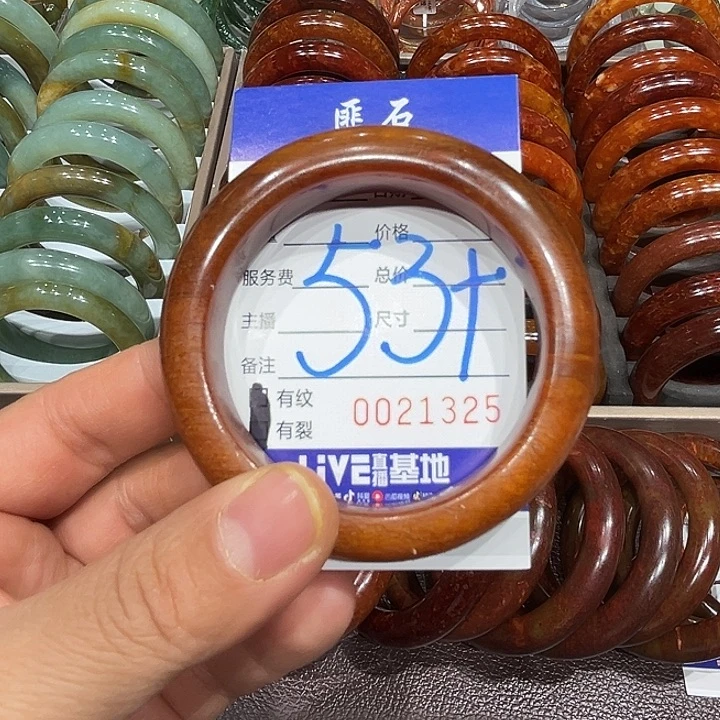 匪石
价格
服务费 总价
主播 尺寸
53+
备注
有纹
0021325
有裂
LiVE直播基地